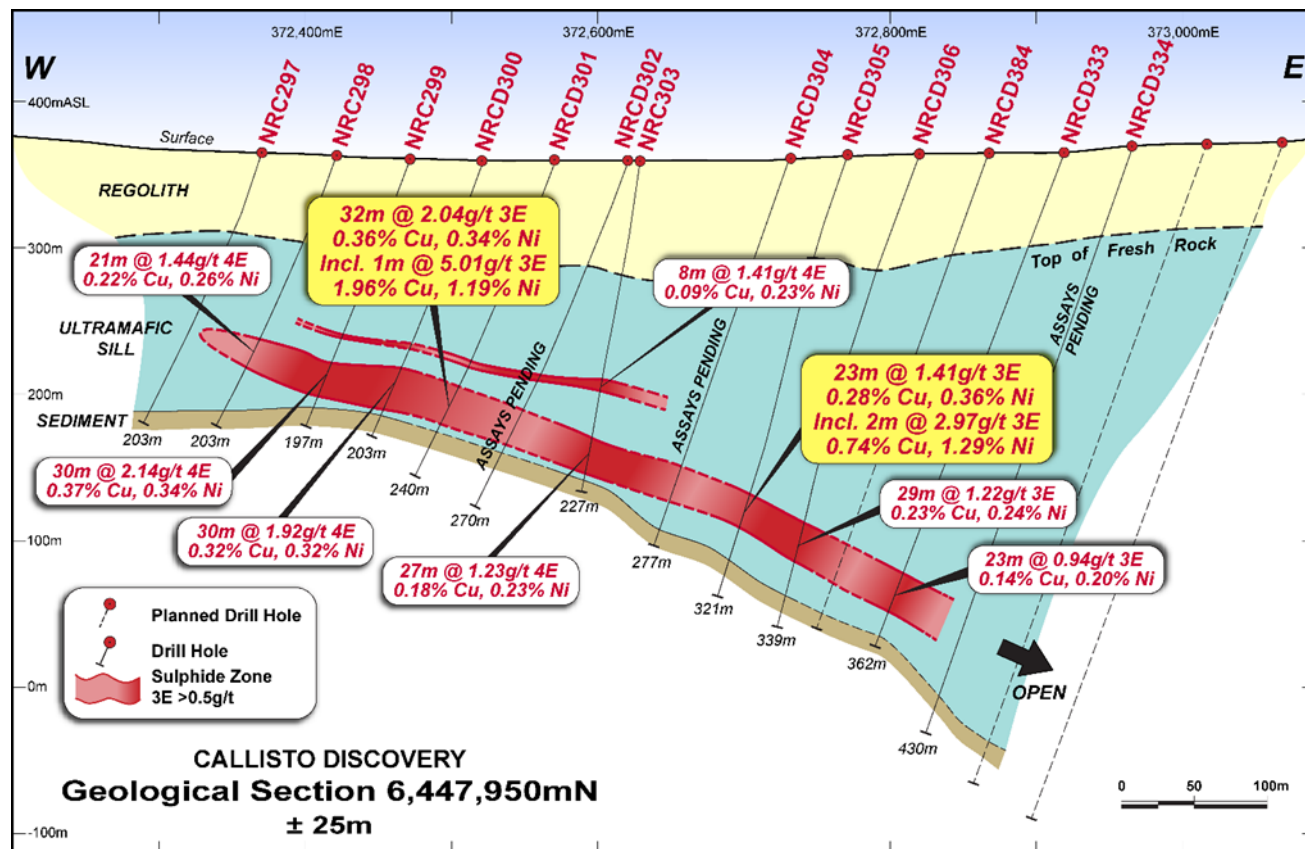 372,400mE
372,600mE
372,800mE
373,000mE
W
E
400mASL
NRC297
NRC298
NRC299
NRCD300
NRCD301
NRCD302
NRC303
NRCD304
NRCD305
NRCD306
NRCD384
NRCD333
NRCD334
Surface
REGOLITH
32m @ 2.04g/t 3E
0.36% Cu, 0.34% Ni
Incl. 1m @ 5.01g/t 3E
1.96% Cu, 1.19% Ni
300m
21m @ 1.44g/t 4E
0.22% Cu, 0.26% Ni
8m @ 1.41g/t 4E
0.09% Cu, 0.23% Ni
Top of Fresh Rock
ULTRAMAFIC
SILL
ASSAYS PENDING
ASSAYS PENDING
ASSAYS
PENDING
23m @ 1.41g/t 3E
0.28% Cu, 0.36% Ni
Incl. 2m @ 2.97g/t 3E
0.74% Cu, 1.29% Ni
200m
SEDIMENT
203m
203m
197m
203m
240m
270m
227m
277m
321m
339m
362m
430m
30m @ 2.14g/t 4E
0.37% Cu, 0.34% Ni
30m @ 1.92g/t 4E
0.32% Cu, 0.32% Ni
27m @ 1.23g/t 4E
0.18% Cu, 0.23% Ni
29m @ 1.22g/t 3E
0.23% Cu, 0.24% Ni
23m @ 0.94g/t 3E
0.14% Cu, 0.20% Ni
100m
Planned Drill Hole
Drill Hole
Sulphide Zone
3E >0.5g/t
0m
OPEN
CALLISTO DISCOVERY
Geological Section 6,447,950mN
± 25m
0 50 100m
-100m